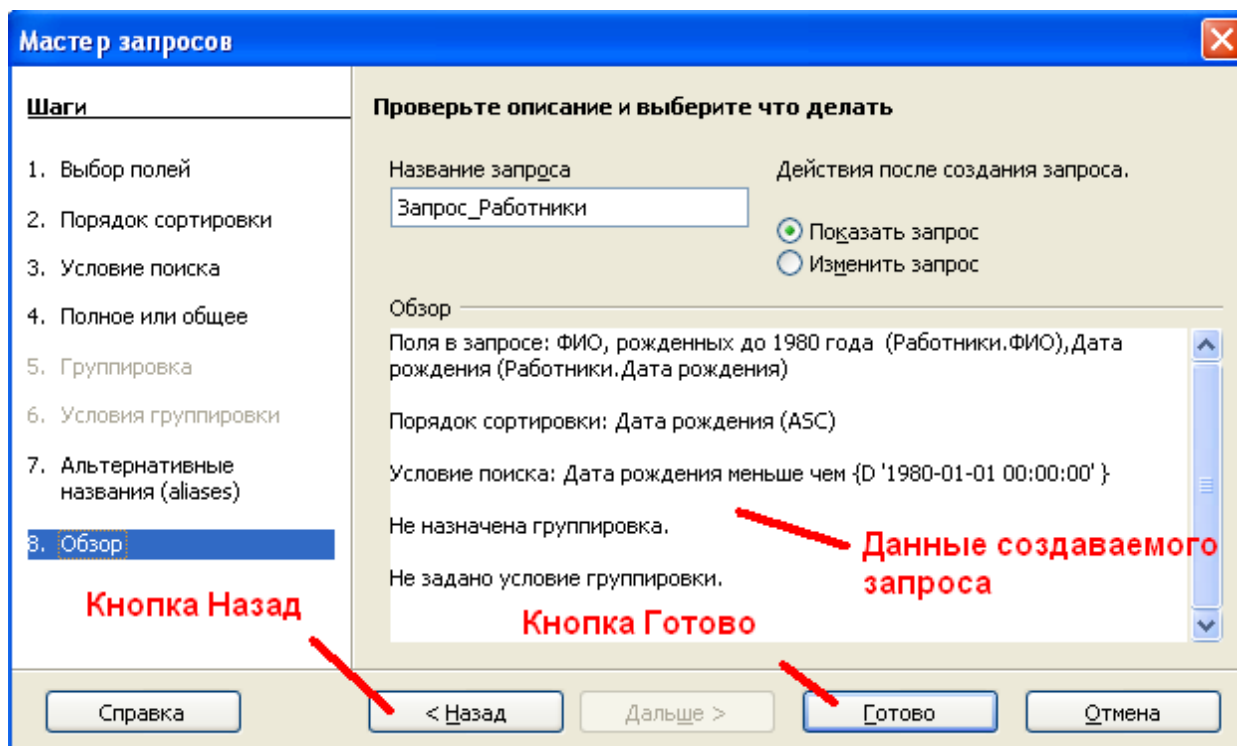 Мастер запросов
Шаги
1. Выбор полей
2. Порядок сортировки
3. Условие поиска
4. Полное или общее
5. Группировка
6. Условия группировки
7. Альтернативные
названия (aliases)
8. Обзор
Проверьте описание и выберите что делать
Название запроса
Запрос_Работники
Действия после создания запроса.
Показать запрос
Изменить запрос
Обзор
Поля в запросе: ФИО, рожденных до 1980 года (Работники.ФИО),Дата
рождения (Работники.Дата рождения)
Порядок сортировки: Дата рождения (ASC)
Условие поиска: Дата рождения меньше чем {D '1980-01-01 00:00:00' }
Не назначена группировка.
Не задано условие группировки.
Данные создаваемого
запроса
Кнопка Назад
Кнопка Готово
Справка
< Назад
Дальше >
Готово
Отмена